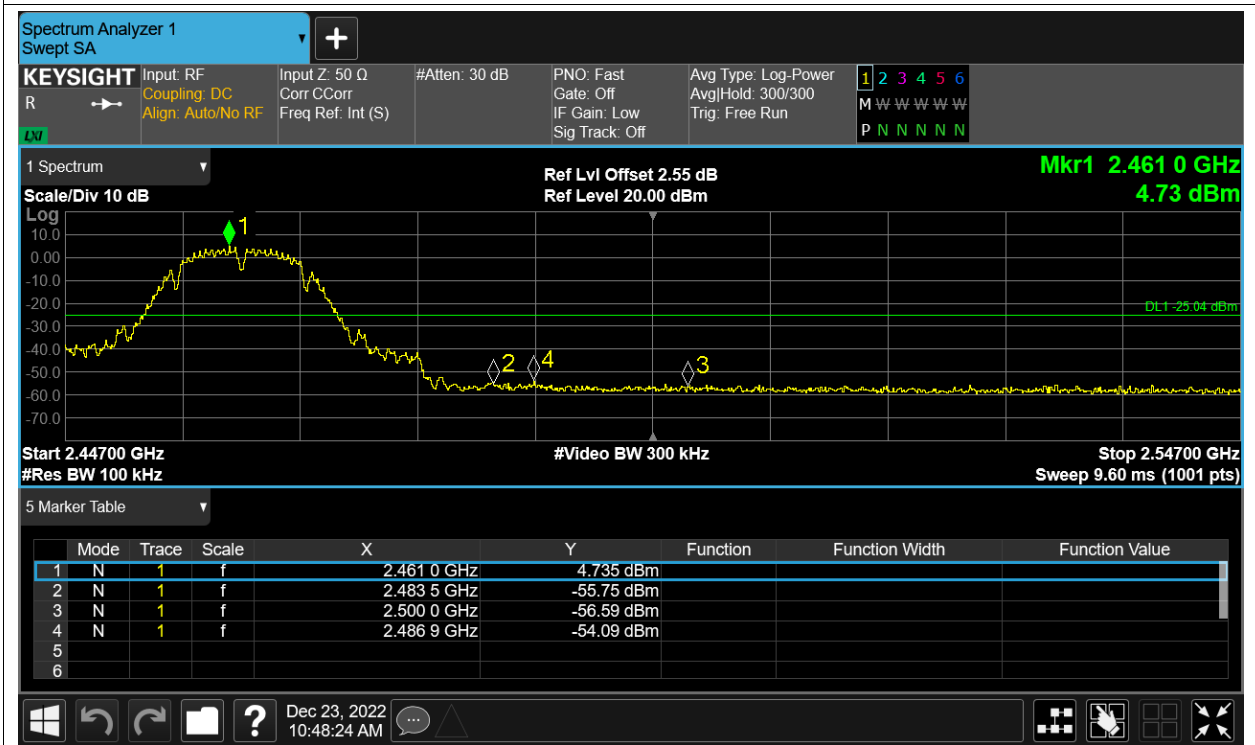 Spectrum Analyzer 1
Swept SA
KEYSIGHT
R
LXI
Input: RF
Coupling: DC
Align: Auto/No RF
Input Z: 50 Ω
Corr CCorr
Freq Ref: Int (S)
#Atten: 30 dB
PNO: Fast
Gate: Off
IF Gain: Low
Sig Track: Off
Avg Type: Log-Power
Avg|Hold: 300/300
Trig: Free Run
1 2 3 4 5 6
M W W W W W
P N N N N N
1 Spectrum
Scale/Div 10 dB
Ref Lvl Offset 2.55 dB
Ref Level 20.00 dBm
Mkr1 2.461 0 GHz
4.73 dBm
Log
10.0
0.00
-10.0
-20.0
-30.0
-40.0
-50.0
-60.0
-70.0
1
2
4
3
DL1 -25.04 dBm
Start 2.44700 GHz
#Res BW 100 kHz
#Video BW 300 kHz
Stop 2.54700 GHz
Sweep 9.60 ms (1001 pts)
5 Marker Table
Mode Trace Scale X Y Function Function Width Function Value
1 N 1 f 2.461 0 GHz 4.735 dBm
2 N 1 f 2.483 5 GHz -55.75 dBm
3 N 1 f 2.500 0 GHz -56.59 dBm
4 N 1 f 2.486 9 GHz -54.09 dBm
5
6
?
Dec 23, 2022
10:48:24 AM